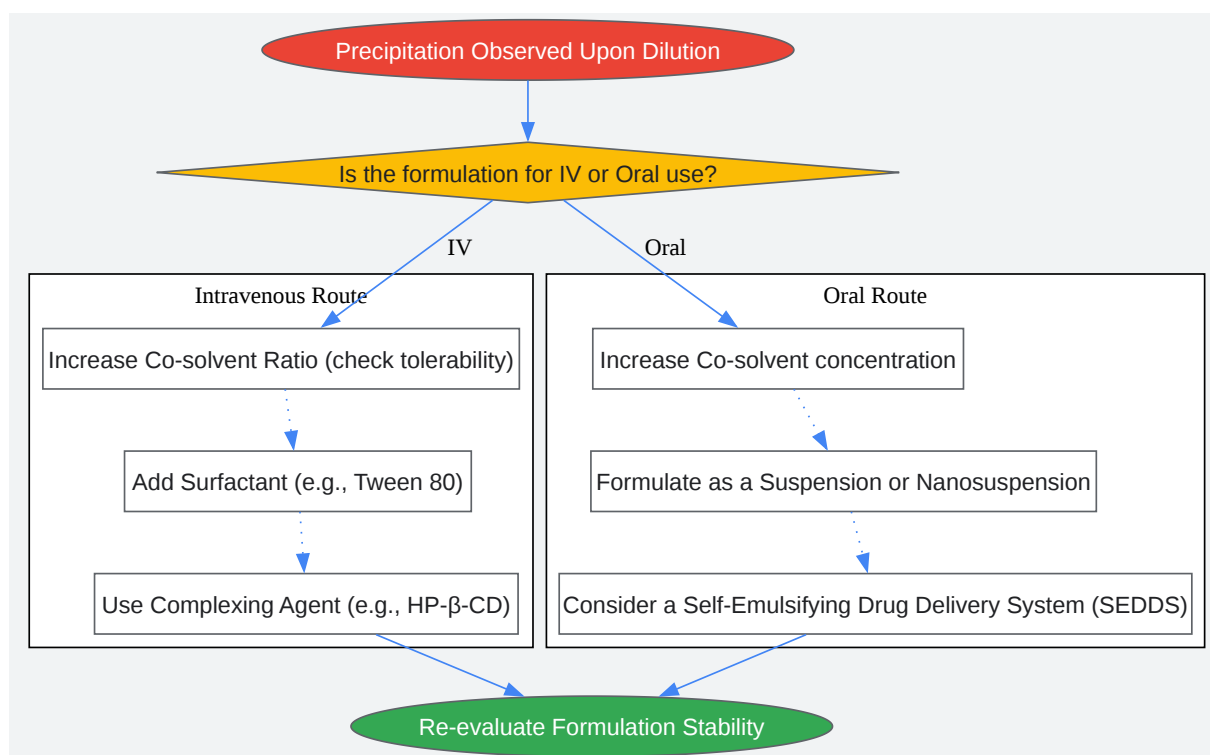 Precipitation Observed Upon Dilution
Is the formulation for IV or Oral use?
IV
Oral
Intravenous Route
Increase Co-solvent Ratio (check tolerability)
Add Surfactant (e.g., Tween 80)
Use Complexing Agent (e.g., HP-β-CD)
Oral Route
Increase Co-solvent concentration
Formulate as a Suspension or Nanosuspension
Consider a Self-Emulsifying Drug Delivery System (SEDDS)
Re-evaluate Formulation Stability